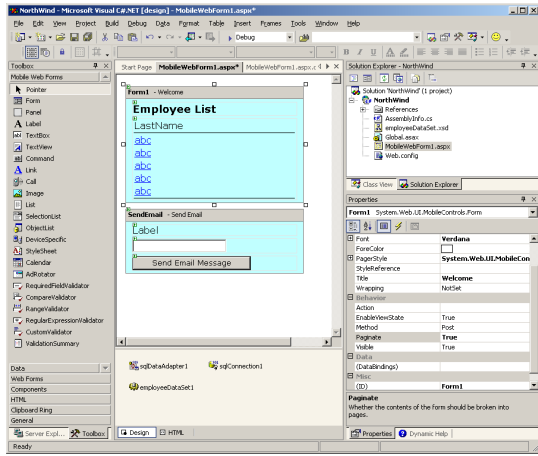 NorthWind - Microsoft Visual C#.NET [design] - MobileWebForm1.aspx*
File Edit View Project Build Debug Data Format Table Insert Frames Tools Window Help
Debug
Toolbox
Mobile Web Forms
Pointer
Form
Panel
Label
TextBox
TextView
Command
Link
Call
Image
List
SelectionList
ObjectList
DeviceSpecific
StyleSheet
Calendar
AdRotator
RequiredFieldValidator
CompareValidator
RangeValidator
RegularExpressionValidator
CustomValidator
ValidationSummary
Data
Web Forms
Components
HTML
Clipboard Ring
General
Server Expl... Toolbox
Start Page MobileWebForm1.aspx* MobileWebForm1.aspx.c
Form1 - Welcome
Employee List
LastName
abc
abc
abc
abc
abc
SendEmail - Send Email
Label
Send Email Message
sqlDataAdapter1 sqlConnection1
employeeDataSet1
Design HTML
Solution Explorer - NorthWind
Solution 'NorthWind' (1 project)
NorthWind
References
AssemblyInfo.cs
employeeDataSet.xsd
Global.asax
MobileWebForm1.aspx
Web.config
Class View Solution Explorer
Properties
Form1 System.Web.UI.MobileControls.Form
Font Verdana
ForeColor
PagerStyle System.Web.UI.MobileCon
StyleReference
Title Welcome
Wrapping NotSet
Behavior
Action
EnableViewState True
Method Post
Paginate True
Visible True
Data
(DataBindings)
Misc
(ID) Form1
Paginate
Whether the contents of the form should be broken into
pages.
Properties Dynamic Help
Ready